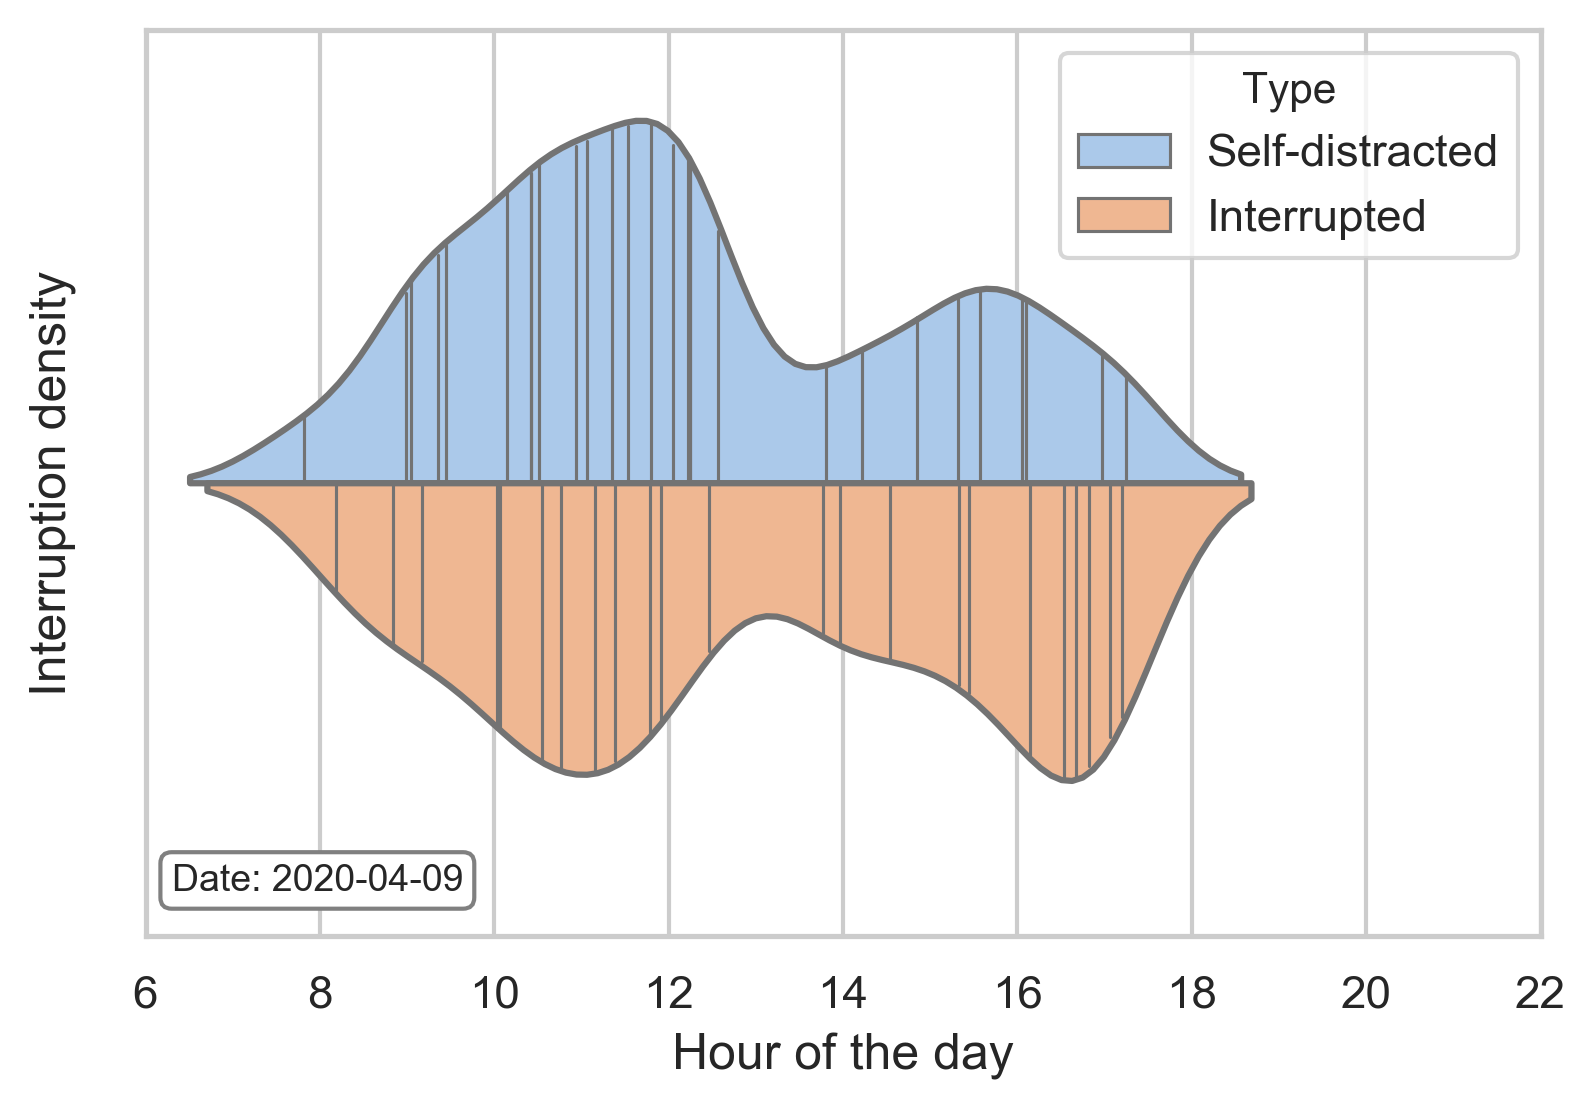 Type
Self-distracted
Interrupted
Interruption density
Date: 2020-04-09
6 8 10 12 14 16 18 20 22
Hour of the day